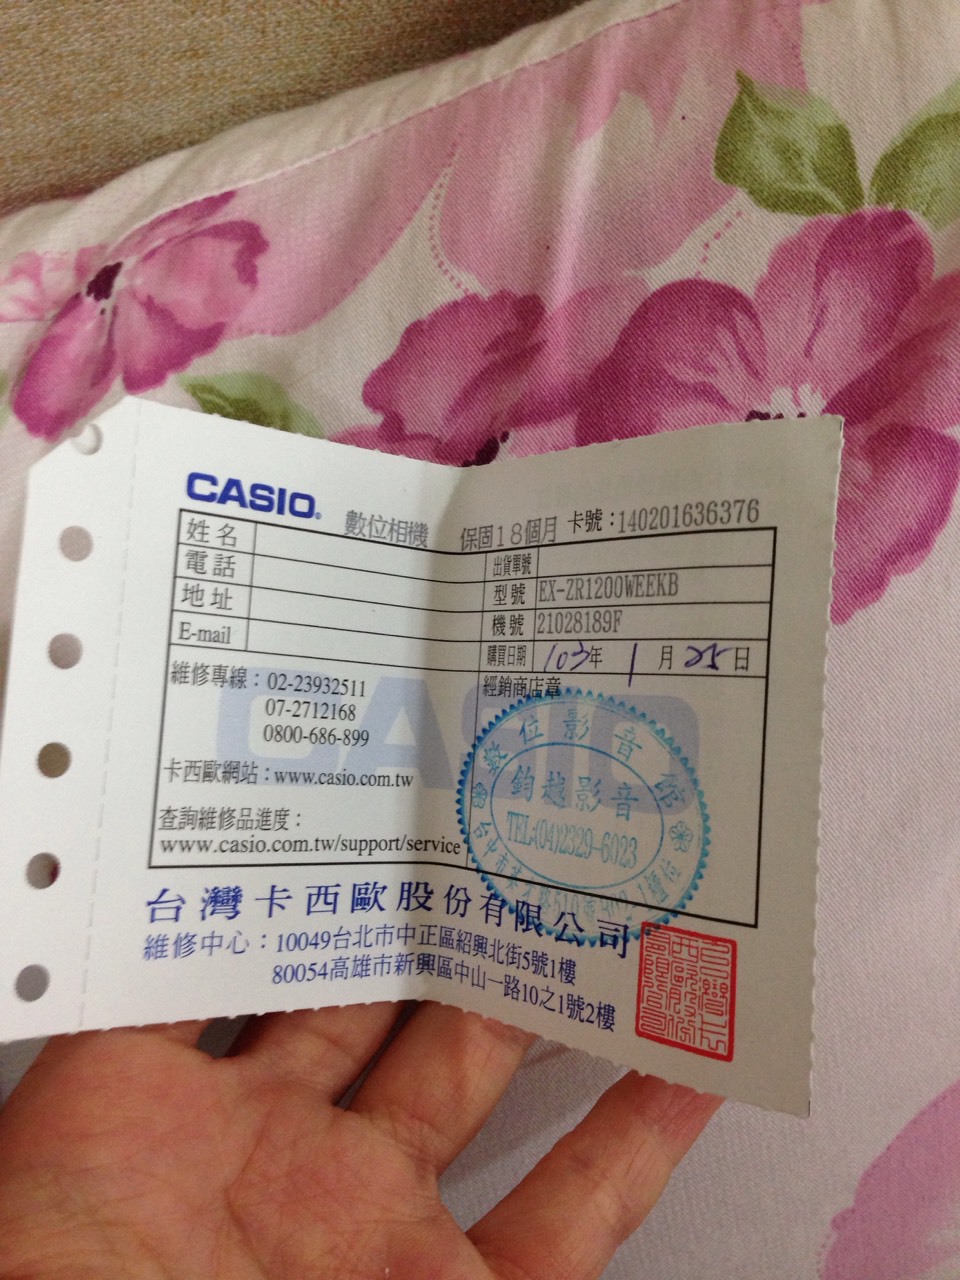 CASIO®
數位相機 保固18個月 卡號：140201636376
姓名
電話
地址
E-mail
出貨單號
型號 EX-ZR1200WEEKB
機號 21028189F
購買日期 103年 1月25日
維修專線：02-23932511
07-2712168
0800-686-899
卡西歐網站：www.casio.com.tw
查詢維修品進度：
www.casio.com.tw/support/service
經銷商店章
數位影音館
鈞越影音
TEL:(04)2329-6023
CASIO
台灣卡西歐股份有限公司
維修中心：10049台北市中正區紹興北街5號1樓
80054高雄市新興區中山一路10之1號2樓